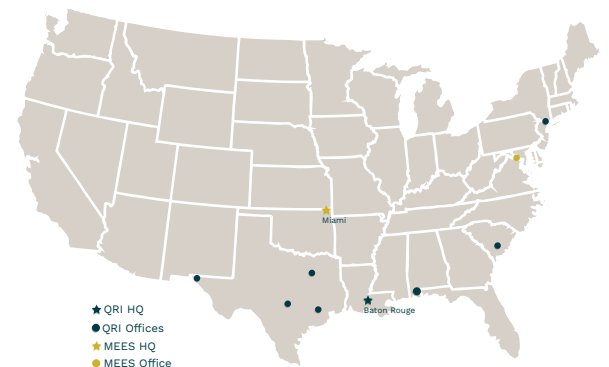 Miami
Baton Rouge
QRI HQ
QRI Offices
MEES HQ
MEES Office